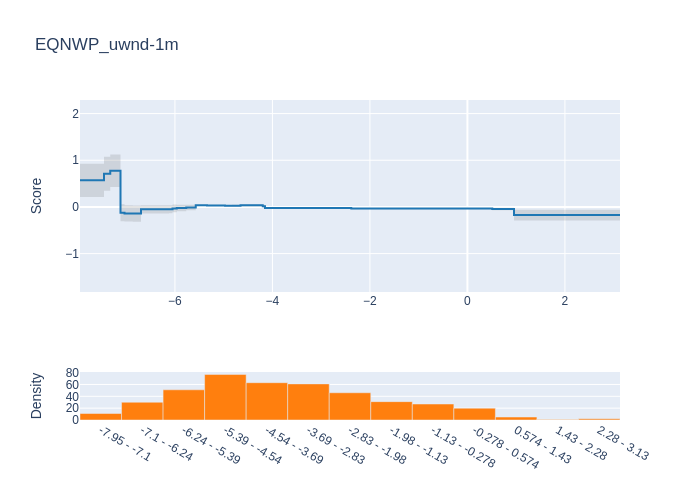 EQNWP_uwnd-1m
Score
2
1
0
−1
−6
−4
−2
0
2
Density
80
60
40
20
0
-7.95 - -7.1
-7.1 - -6.24
-6.24 - -5.39
-5.39 - -4.54
-4.54 - -3.69
-3.69 - -2.83
-2.83 - -1.98
-1.98 - -1.13
-1.13 - -0.278
-0.278 - 0.574
0.574 - 1.43
1.43 - 2.28
2.28 - 3.13